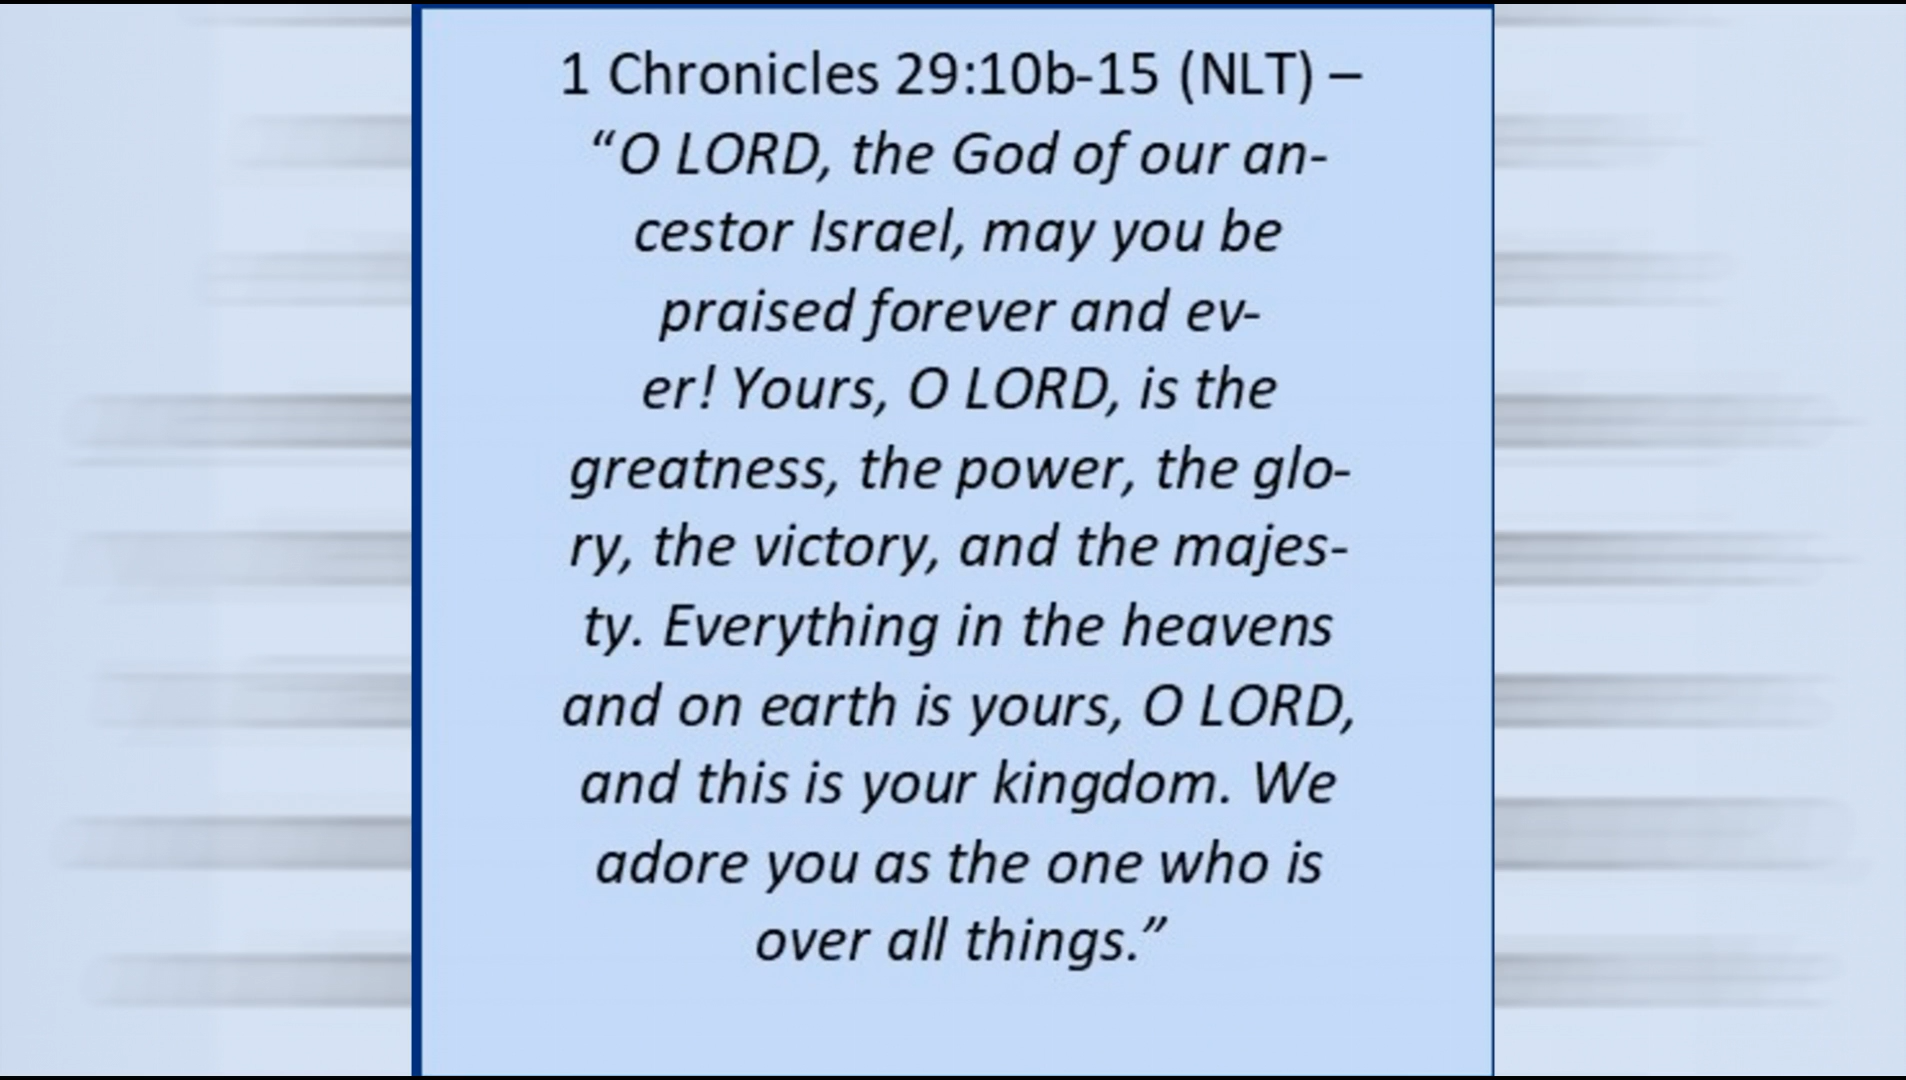 1 Chronicles 29:10b-15 (NLT) –
“O LORD, the God of our an-
cestor Israel, may you be
praised forever and ev-
er! Yours, O LORD, is the
greatness, the power, the glo-
ry, the victory, and the majes-
ty. Everything in the heavens
and on earth is yours, O LORD,
and this is your kingdom. We
adore you as the one who is
over all things.”